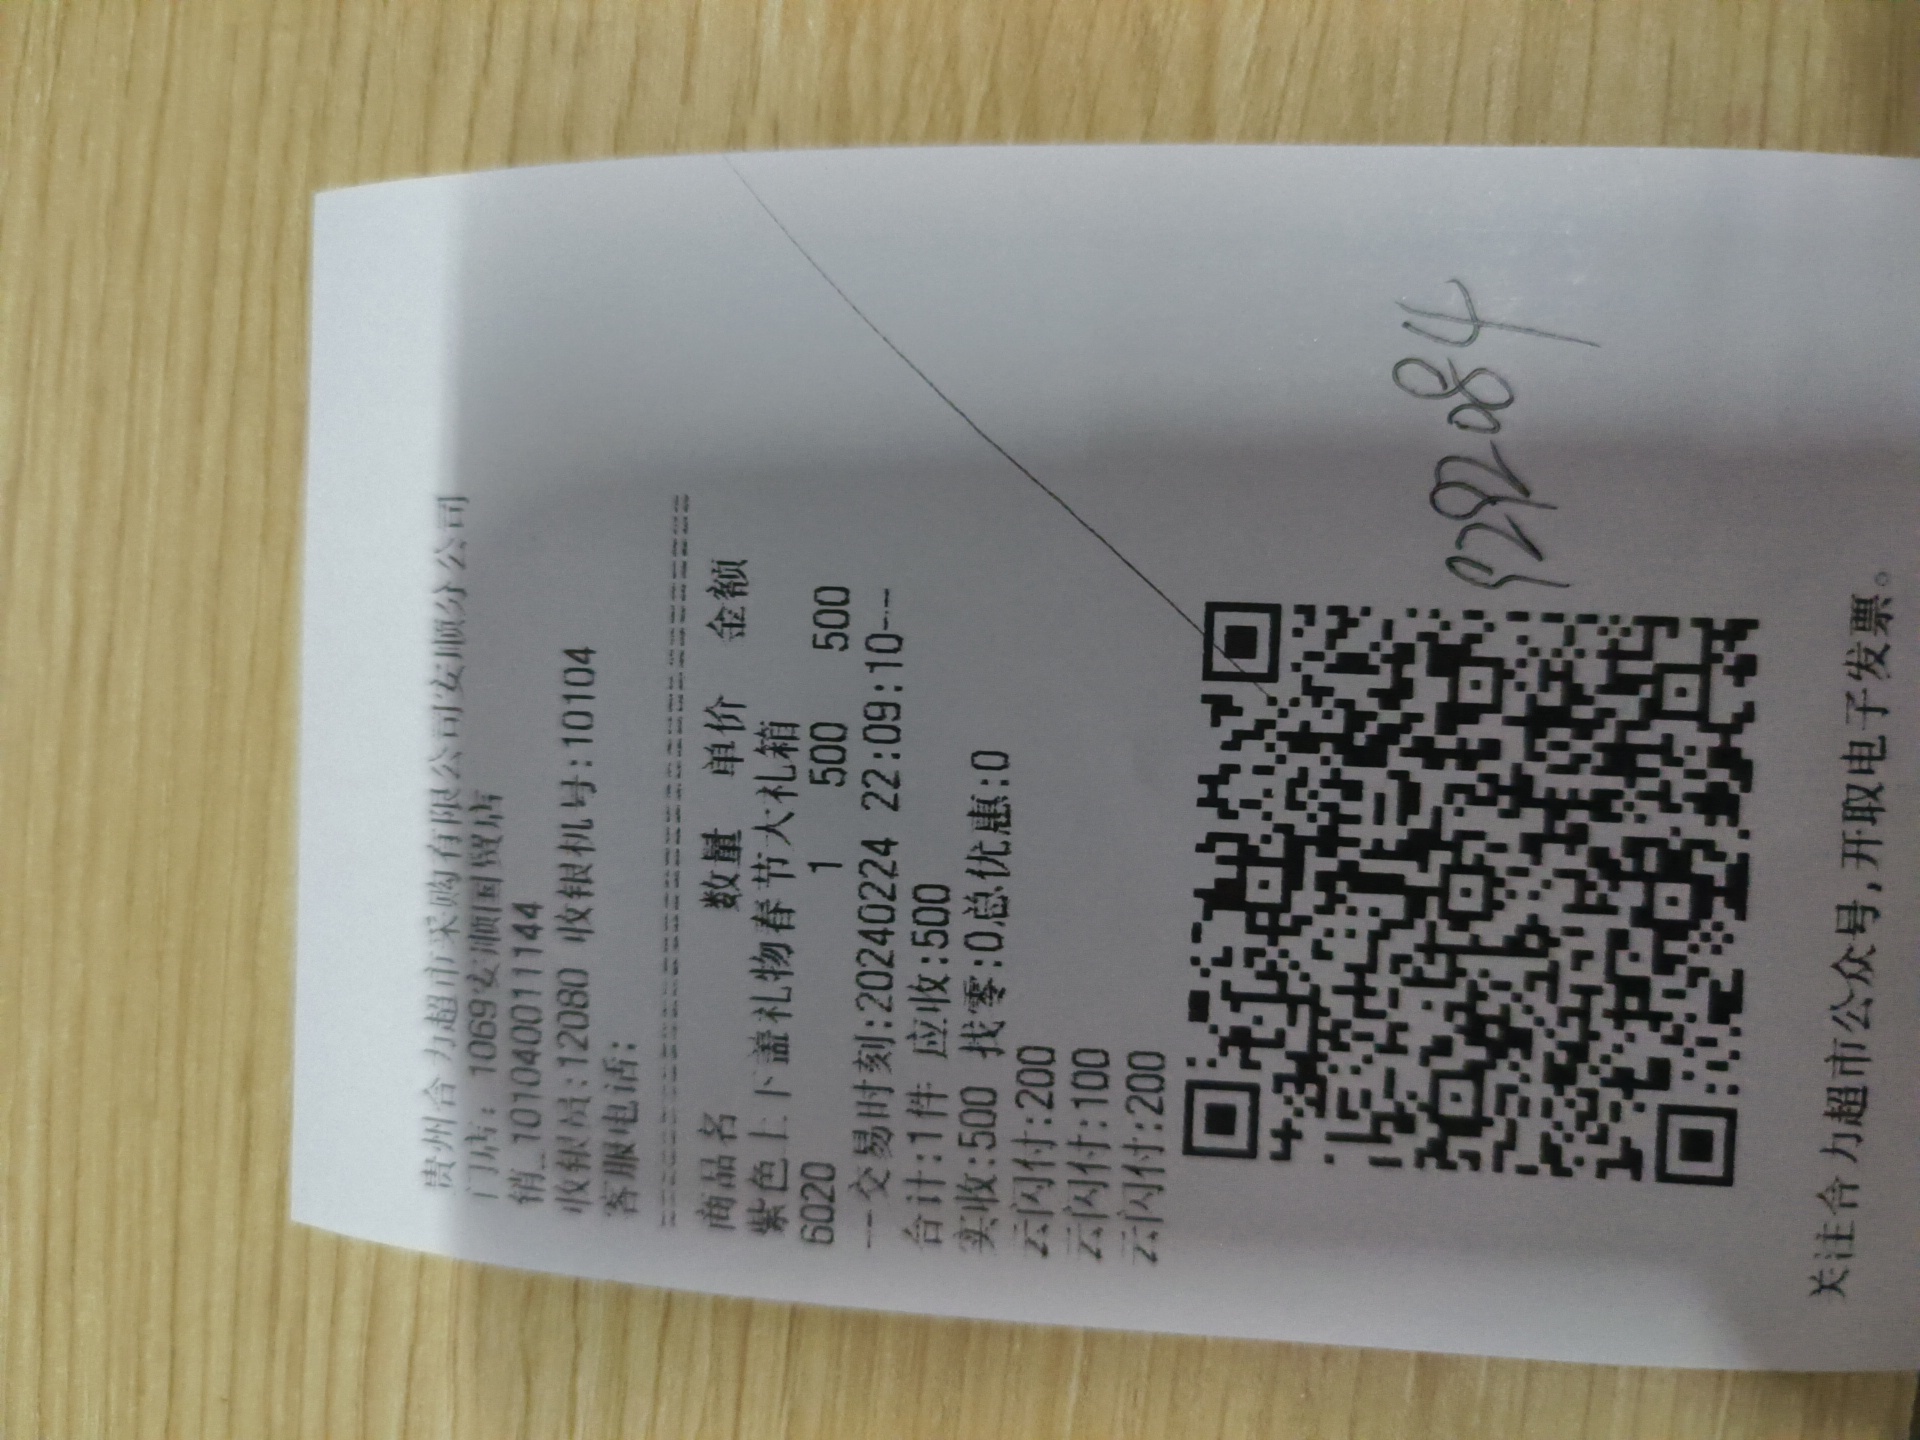 贵州合力超市采购有限公司安顺分公司
门店: 1069安顺国贸店
销_101040011144
收银员:12080 收银机号:10104
客服电话:
商品名 数量 单价 金额
紫色上下盖礼物春节大礼箱
6020 1 500 500
--交易时刻:20240224 22:09:10---
合计:1件 应收:500
实收:500 找零:0总优惠:0
云闪付:200
云闪付:100
云闪付:200
关注合力超市公众号,开取电子发票。